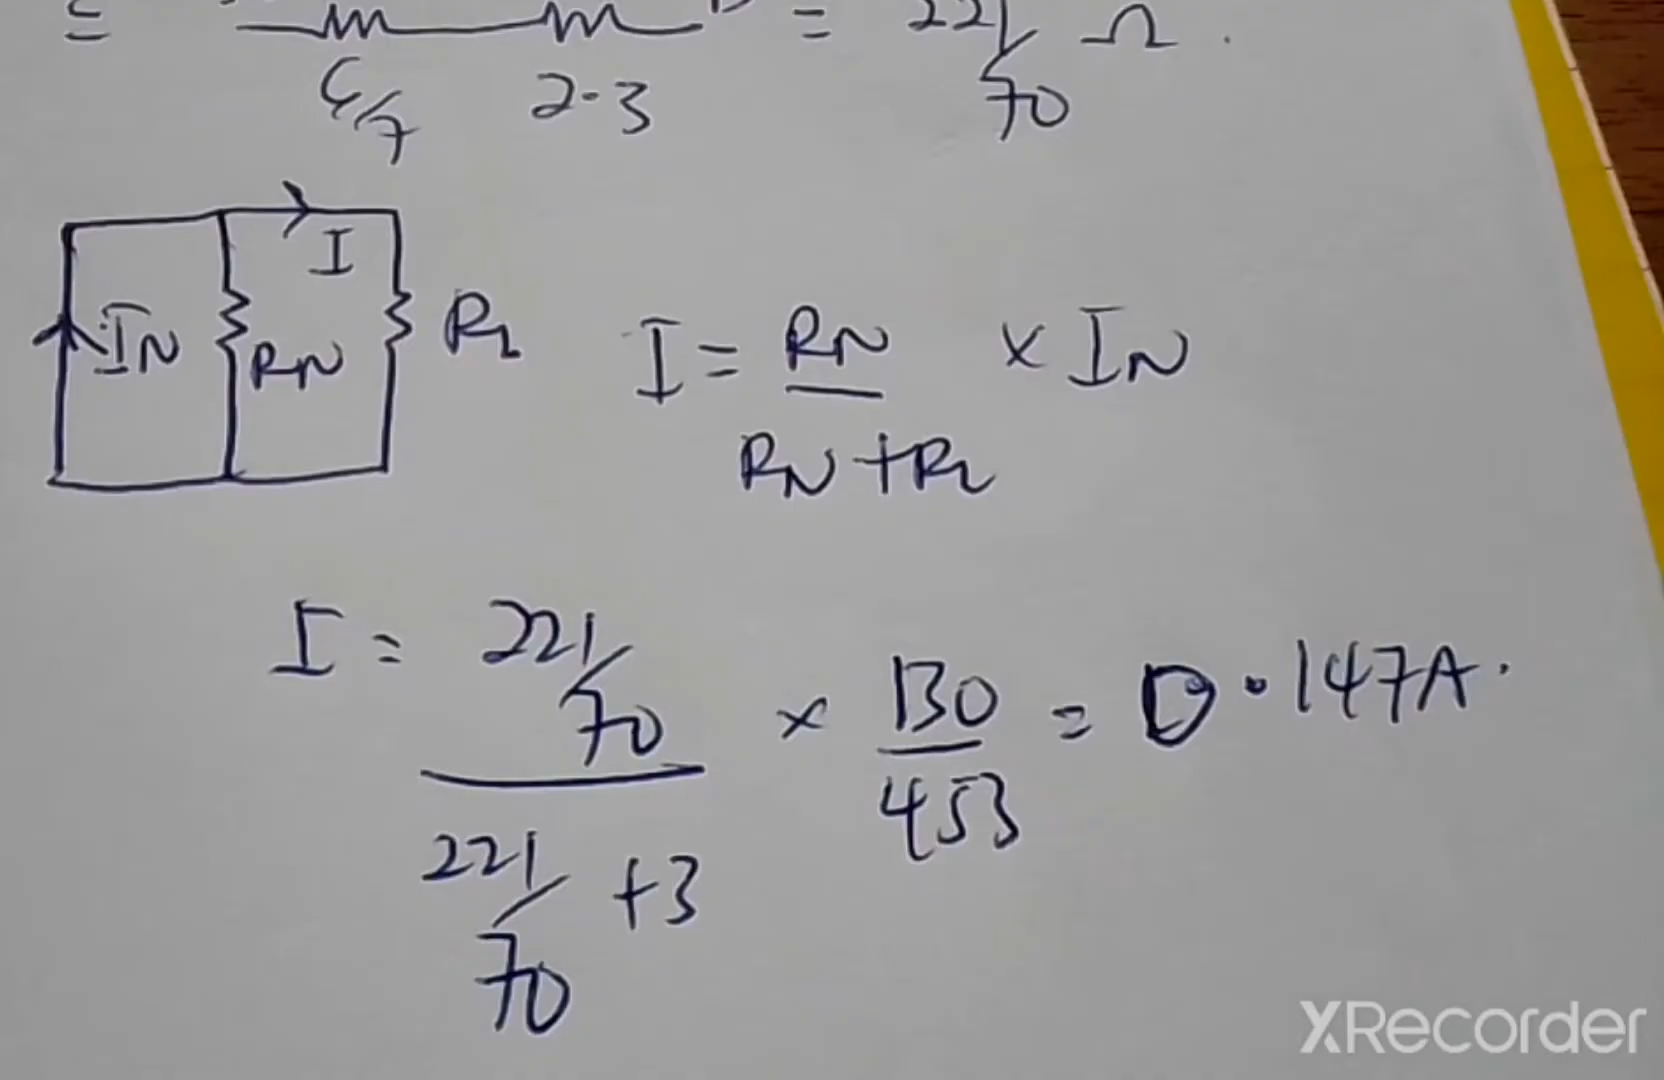 = 221/70 Ω.
6/7 2.3
I
IN RN RL
I = RN/RN+RL × IN
I = 221/70 / 221/70 +3 × 130/453 = 0.147A.
XRecorder